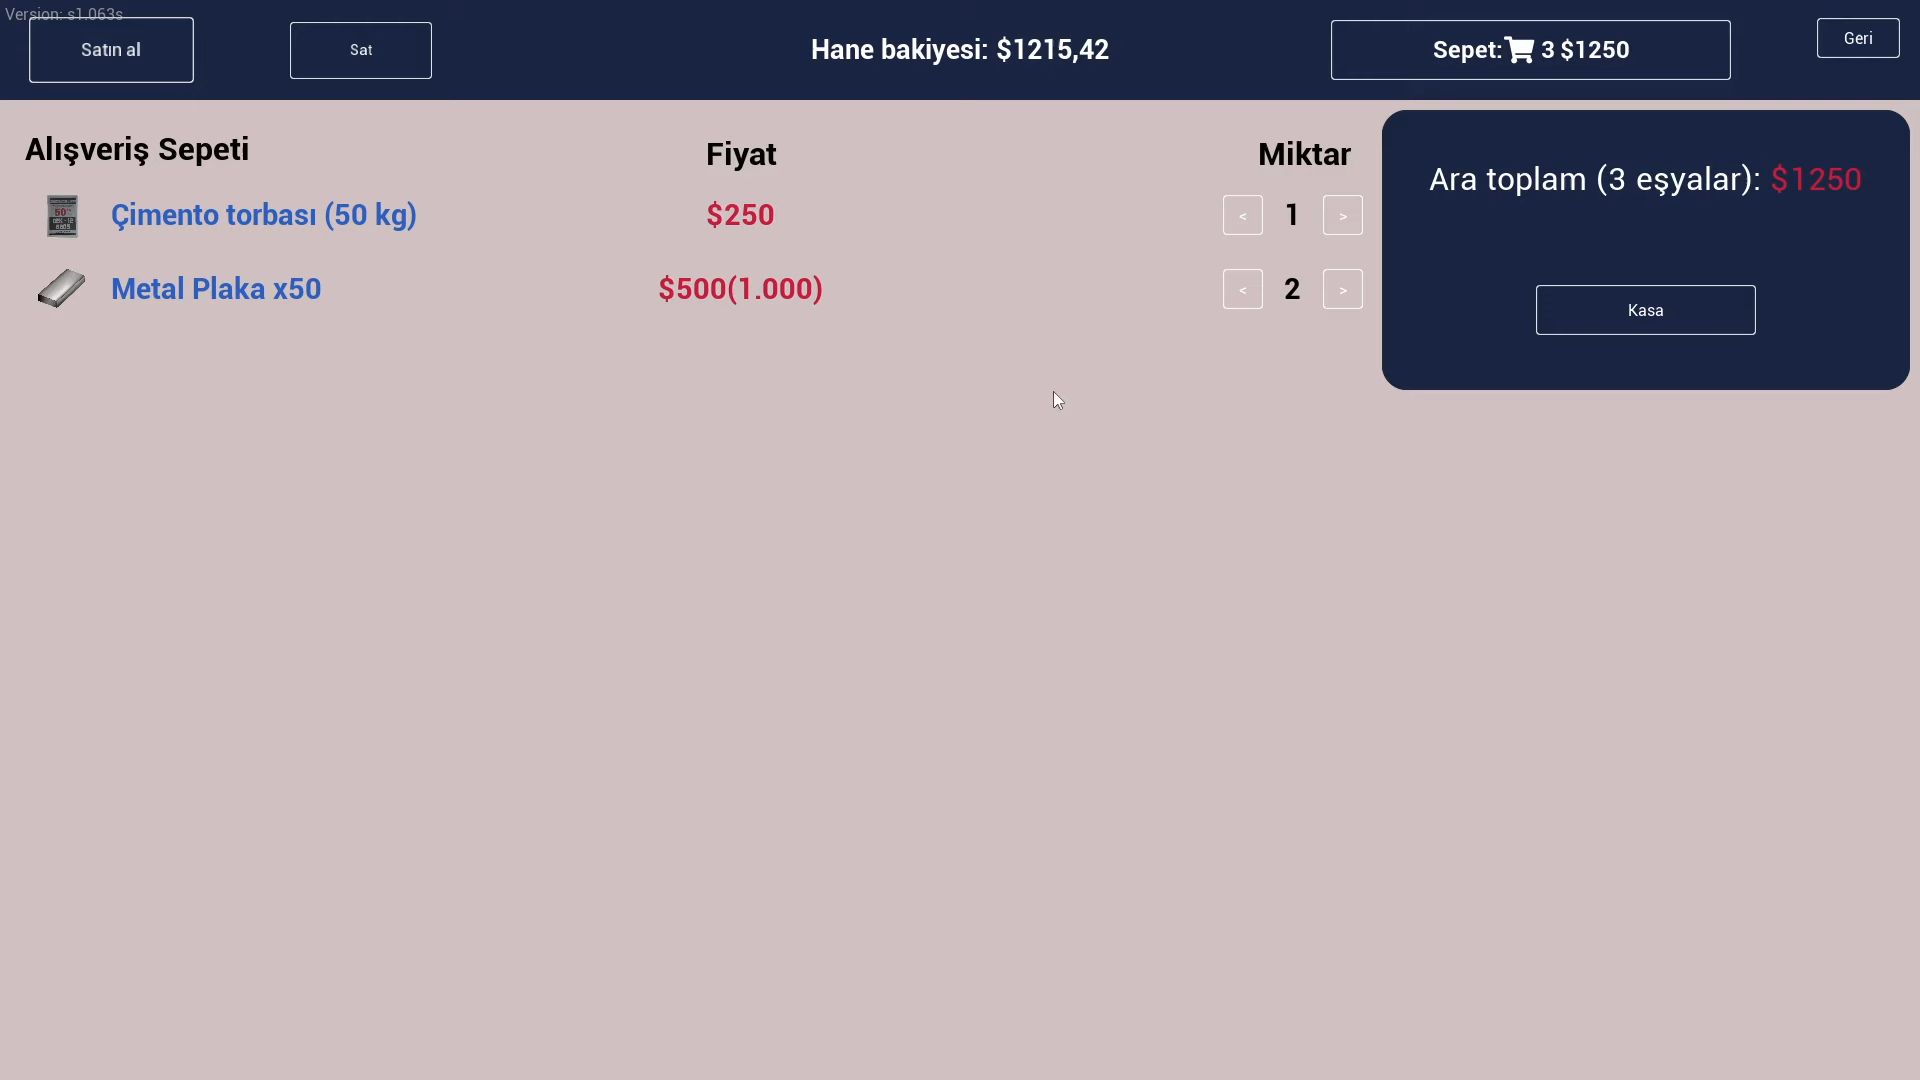 Version: s1.063s
Satın al
Sat
Hane bakiyesi: $1215,42
Sepet: 3 $1250
Geri
Alışveriş Sepeti
Fiyat
Miktar
Ara toplam (3 eşyalar): $1250
Çimento torbası (50 kg)
$250
< 1 >
Metal Plaka x50
$500(1.000)
< 2 >
Kasa